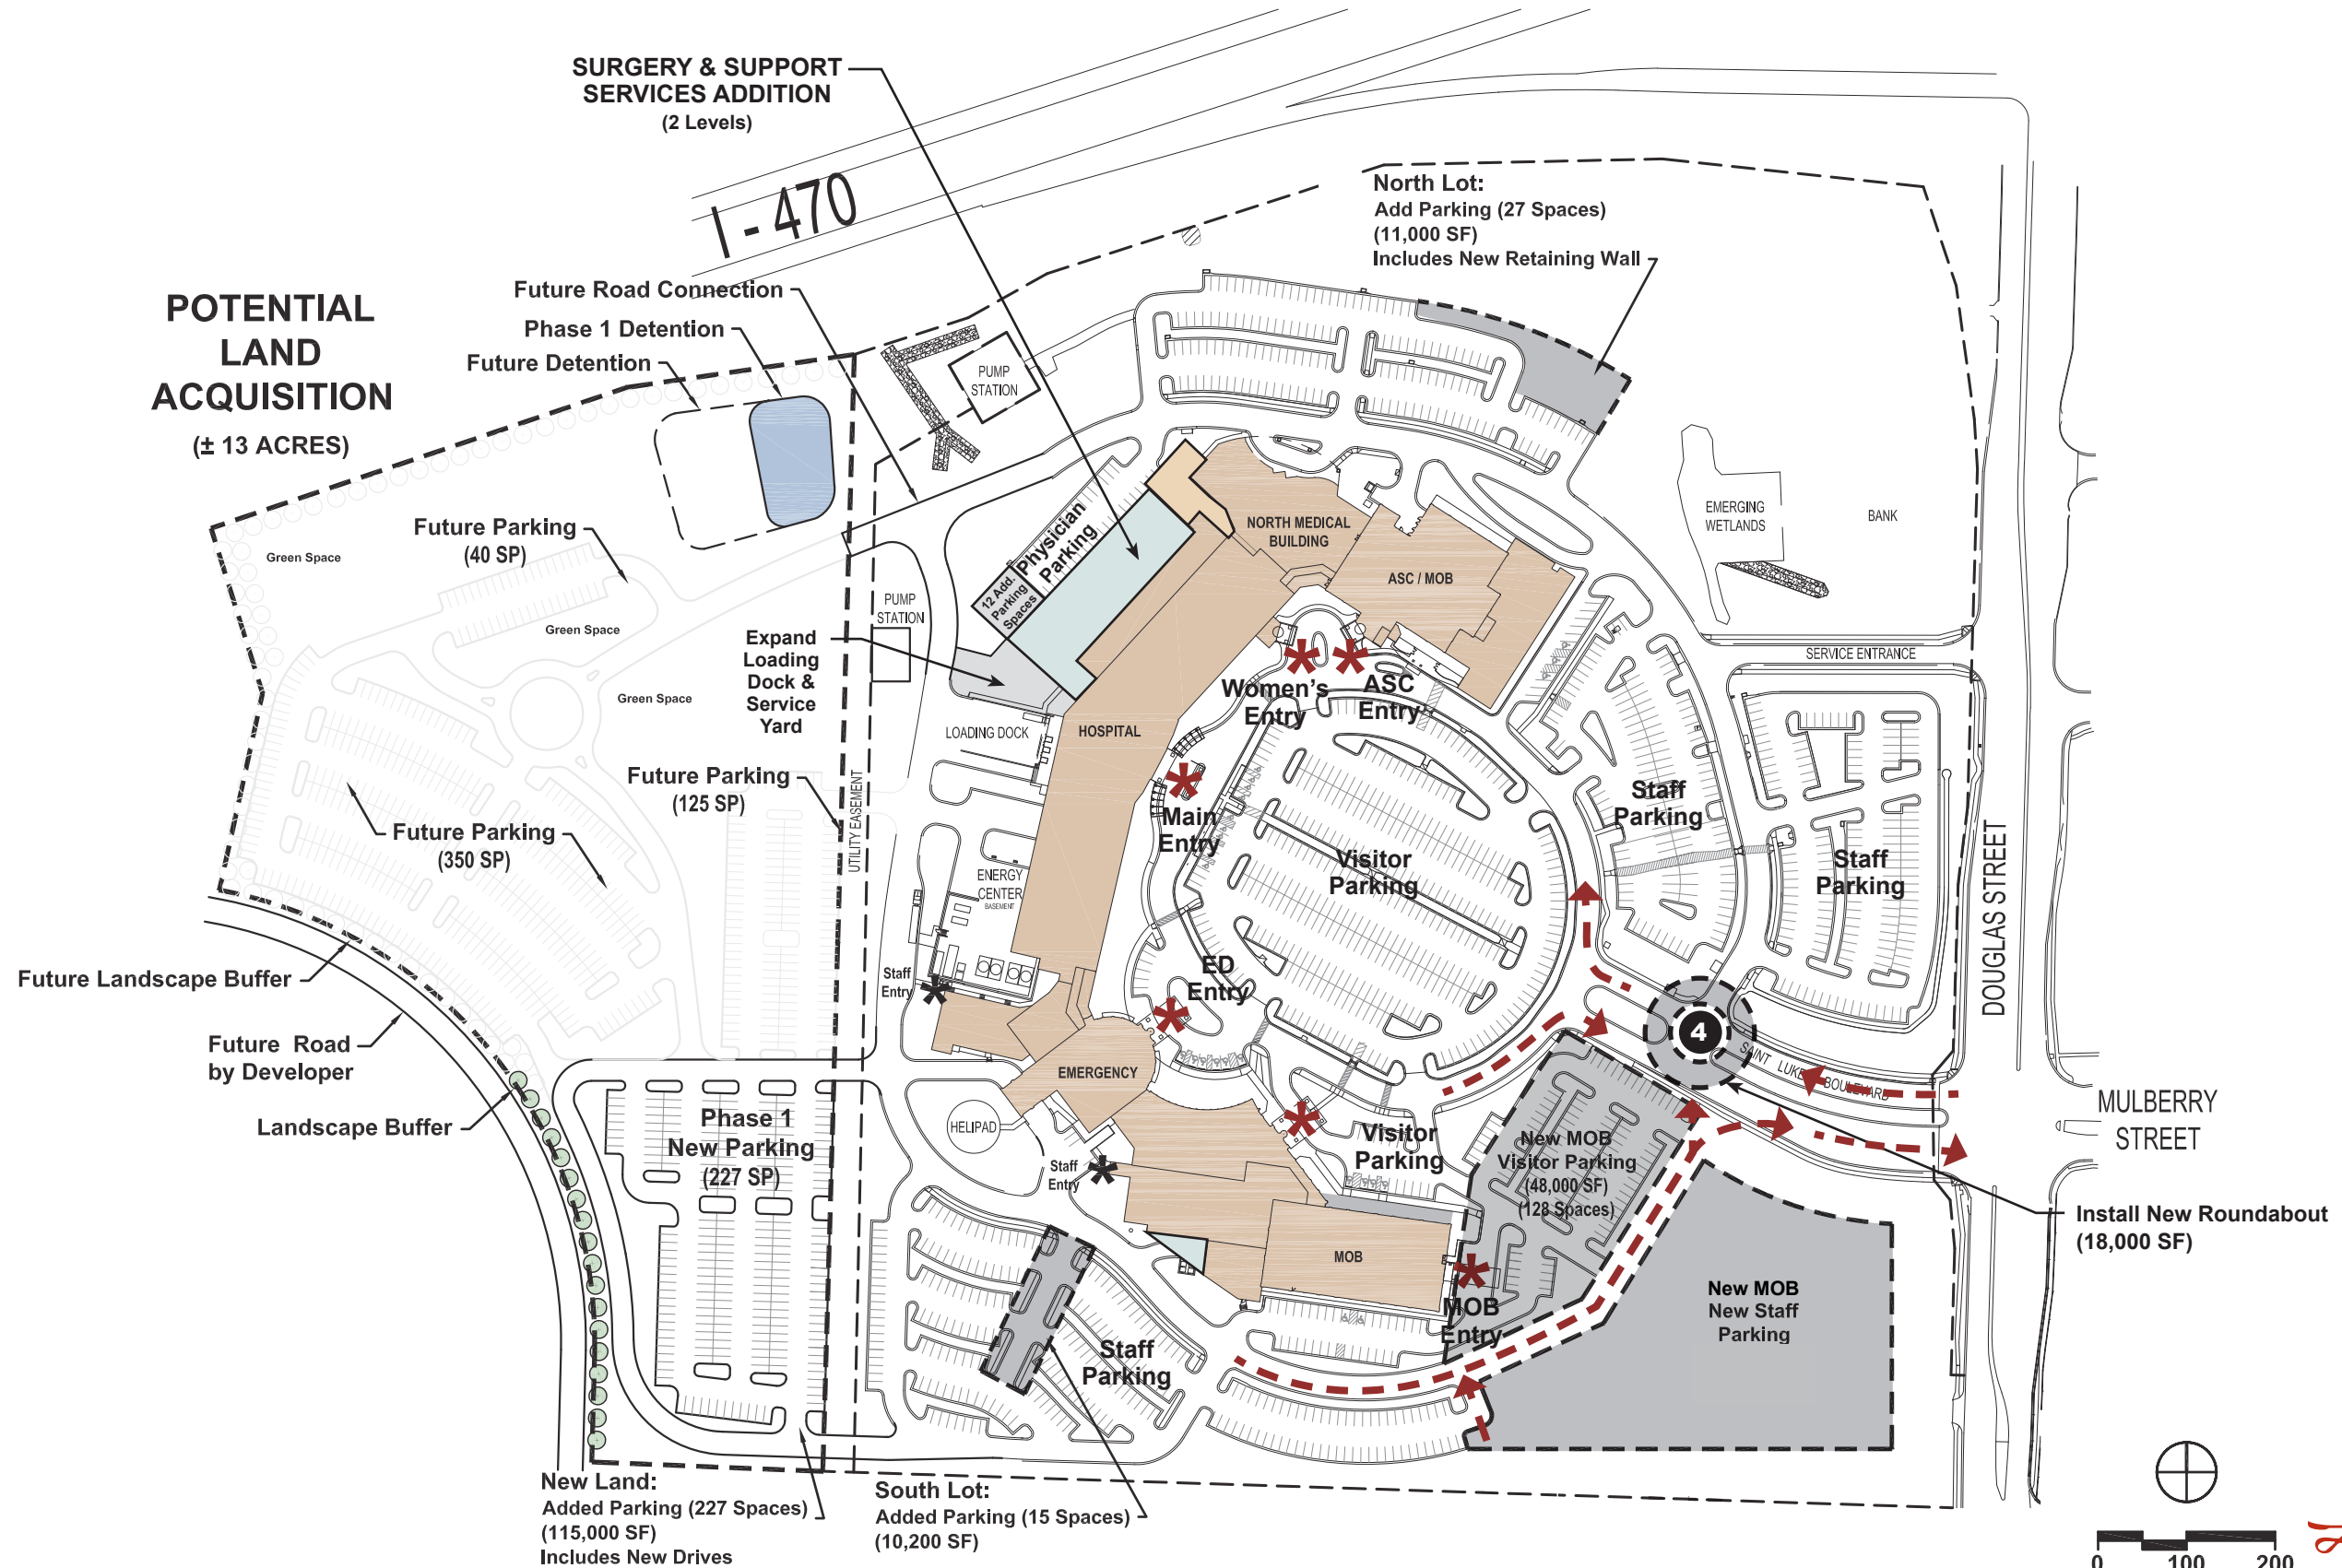 SURGERY & SUPPORT
SERVICES ADDITION
(2 Levels)
I - 470
North Lot:
Add Parking (27 Spaces)
(11,000 SF)
Includes New Retaining Wall
POTENTIAL
LAND
ACQUISITION
(± 13 ACRES)
Future Road Connection
Phase 1 Detention
Future Detention
PUMP
STATION
Future Parking
(40 SP)
Green Space
Green Space
Green Space
Physician
Parking
12 Add.
Parking
Spaces
NORTH MEDICAL
BUILDING
ASC / MOB
EMERGING
WETLANDS
BANK
PUMP
STATION
Expand
Loading
Dock &
Service
Yard
SERVICE ENTRANCE
Women's
Entry
ASC
Entry
LOADING DOCK
HOSPITAL
Future Parking
(125 SP)
UTILITY EASEMENT
Main
Entry
Staff
Parking
Staff
Parking
Future Parking
(350 SP)
Visitor
Parking
ENERGY
CENTER
BASEMENT
DOUGLAS STREET
Future Landscape Buffer
Staff
Entry
ED
Entry
4
SAINT LUKES BOULEVARD
Future Road
by Developer
EMERGENCY
MULBERRY
STREET
Landscape Buffer
Phase 1
New Parking
(227 SP)
HELIPAD
Staff
Entry
Visitor
Parking
New MOB
Visitor Parking
(48,000 SF)
(128 Spaces)
Install New Roundabout
(18,000 SF)
MOB
MOB
Entry
New MOB
New Staff
Parking
Staff
Parking
New Land:
Added Parking (227 Spaces)
(115,000 SF)
Includes New Drives
South Lot:
Added Parking (15 Spaces)
(10,200 SF)
0 100 200